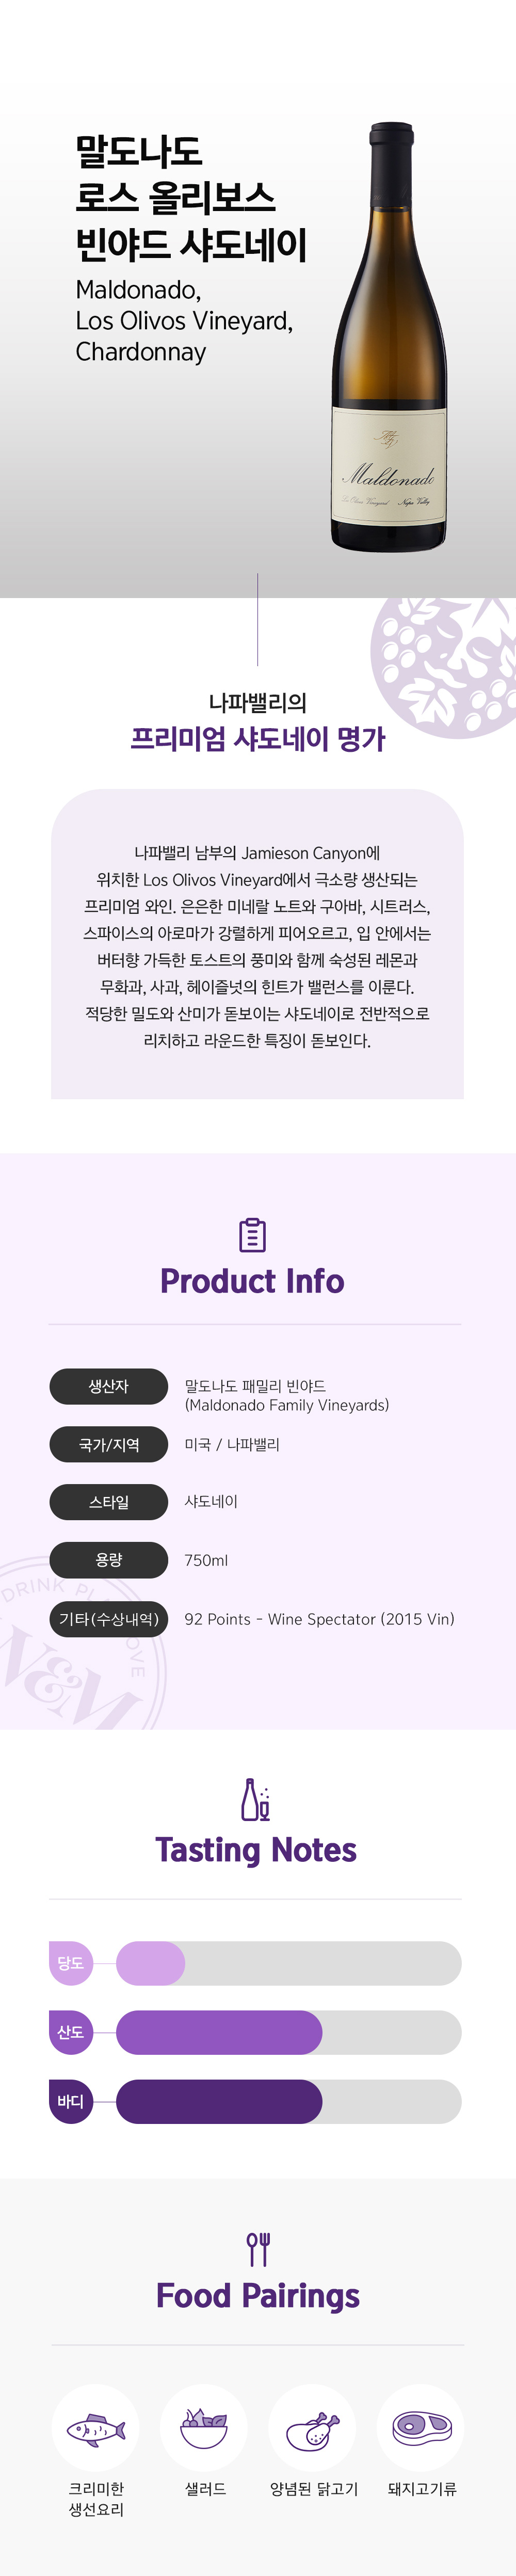 말도나도
로스 올리보스
빈야드 샤도네이
Maldonado,
Los Olivos Vineyard,
Chardonnay
Maldonado
Los Olivos Vineyard Napa Valley
나파밸리의
프리미엄 샤도네이 명가
나파밸리 남부의 Jamieson Canyon에
위치한 Los Olivos Vineyard에서 극소량 생산되는
프리미엄 와인. 은은한 미네랄 노트와 구아바, 시트러스,
스파이스의 아로마가 강렬하게 피어오르고, 입 안에서는
버터향 가득한 토스트의 풍미와 함께 숙성된 레몬과
무화과, 사과, 헤이즐넛의 힌트가 밸런스를 이룬다.
적당한 밀도와 산미가 돋보이는 샤도네이로 전반적으로
리치하고 라운드한 특징이 돋보인다.
Product Info
생산자 말도나도 패밀리 빈야드
(Maldonado Family Vineyards)
국가/지역 미국 / 나파밸리
스타일 샤도네이
용량 750ml
기타(수상내역) 92 Points - Wine Spectator (2015 Vin)
DRINK
W&M
Tasting Notes
당도
산도
바디
Food Pairings
크리미한
생선요리
샐러드
양념된 닭고기
돼지고기류